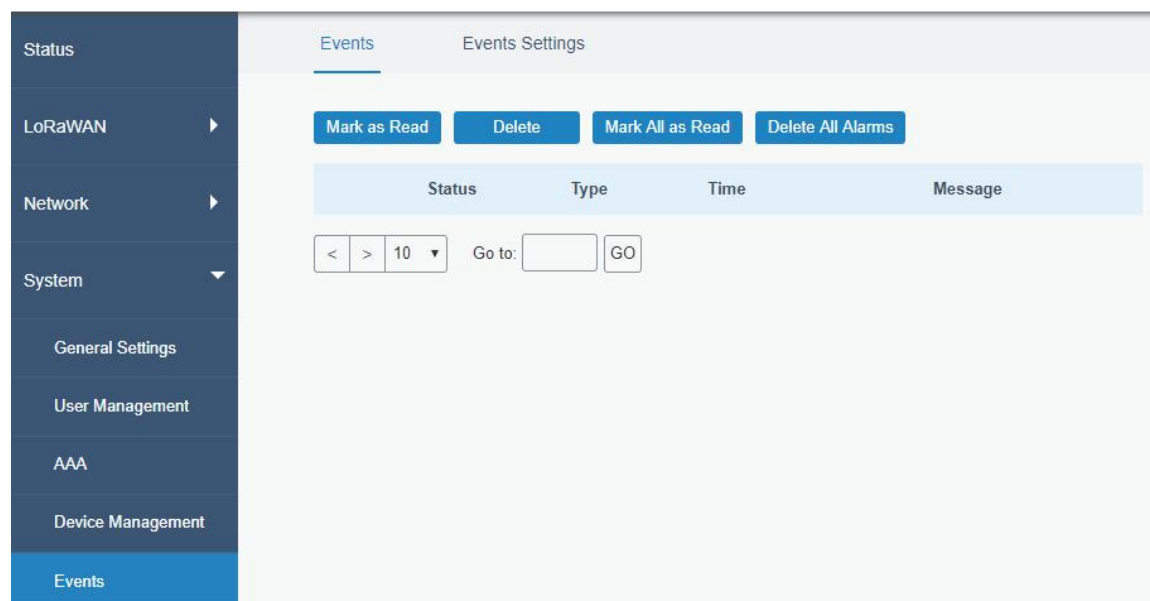 Status
LoRaWAN
Network
System
General Settings
User Management
AAA
Device Management
Events
Events Events Settings
Mark as Read Delete Mark All as Read Delete All Alarms
Status Type Time Message
< > 10 Go to: GO